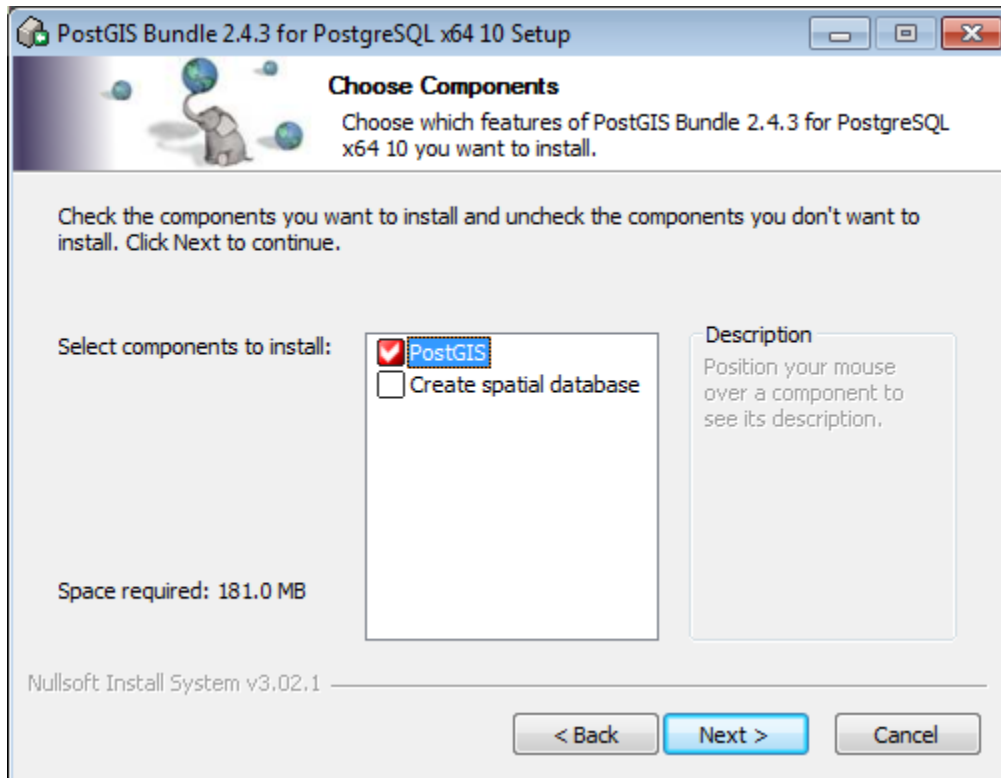 PostGIS Bundle 2.4.3 for PostgreSQL x64 10 Setup
Choose Components
Choose which features of PostGIS Bundle 2.4.3 for PostgreSQL
x64 10 you want to install.
Check the components you want to install and uncheck the components you don't want to
install. Click Next to continue.
Select components to install:
PostGIS
Create spatial database
Description
Position your mouse
over a component to
see its description.
Space required: 181.0 MB
Nullsoft Install System v3.02.1
< Back
Next >
Cancel